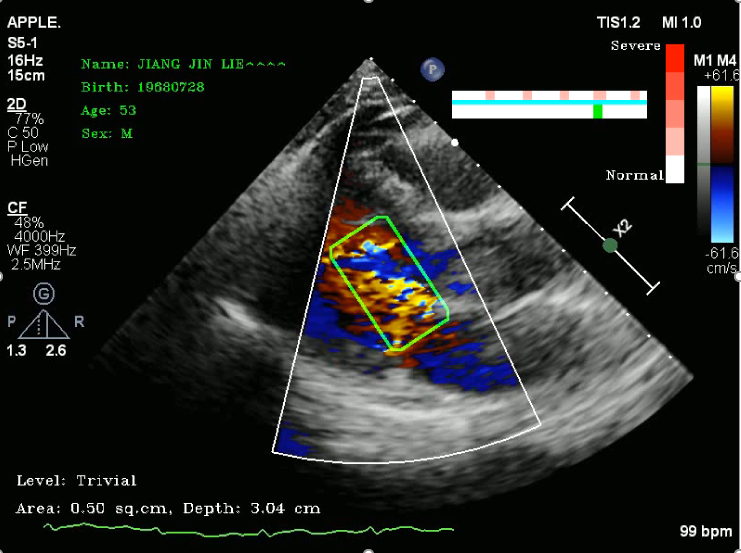 APPLE.
S5-1
16Hz
15cm
2D
77%
C 50
P Low
HGen
CF
48%
4000Hz
WF 399Hz
2.5MHz
G
P R
1.3 2.6
Name: JIANG JIN LIE^^^^
Birth: 19680728
Age: 53
Sex: M
P
TIS1.2 MI 1.0
Severe
Normal
M1 M4
+61.6
-61.6
cm/s
X2
Level: Trivial
Area: 0.50 sq.cm, Depth: 3.04 cm
99 bpm